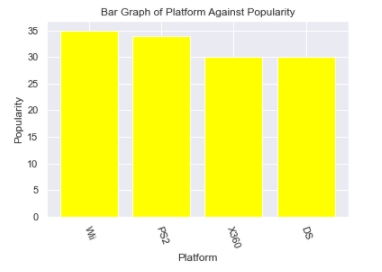 Bar Graph of Platform Against Popularity
35
30
25
20
15
10
5
0
Popularity
Wii
PS2
X360
DS
Platform